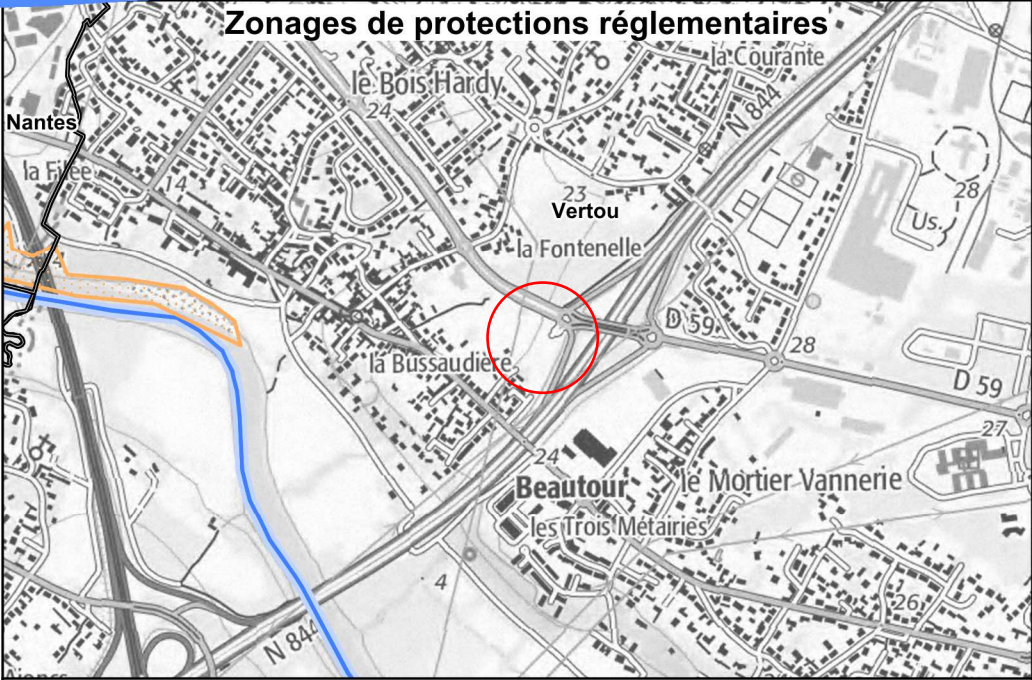 Zonages de protections réglementaires
la Courante
le Bois Hardy
24
N 844
Nantes
la Filée
14
23
28
Vertou
Us.
la Fontenelle
D 59
28
la Bussaudière
D 59
27
24
Beautour
le Mortier Vannerie
les Trois Métairies
4
26
N 844